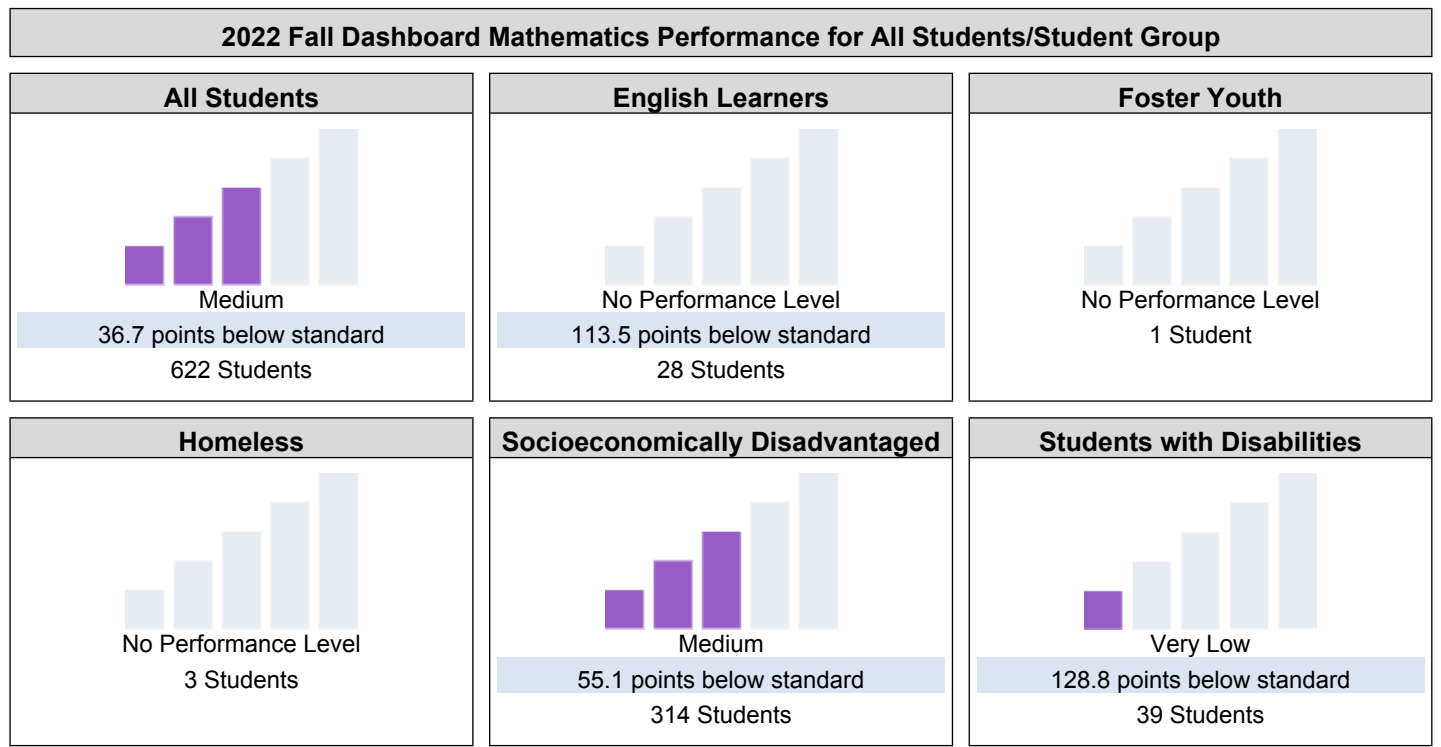 2022 Fall Dashboard Mathematics Performance for All Students/Student Group
All Students
Medium
36.7 points below standard
622 Students
English Learners
No Performance Level
113.5 points below standard
28 Students
Foster Youth
No Performance Level
1 Student
Homeless
No Performance Level
3 Students
Socioeconomically Disadvantaged
Medium
55.1 points below standard
314 Students
Students with Disabilities
Very Low
128.8 points below standard
39 Students